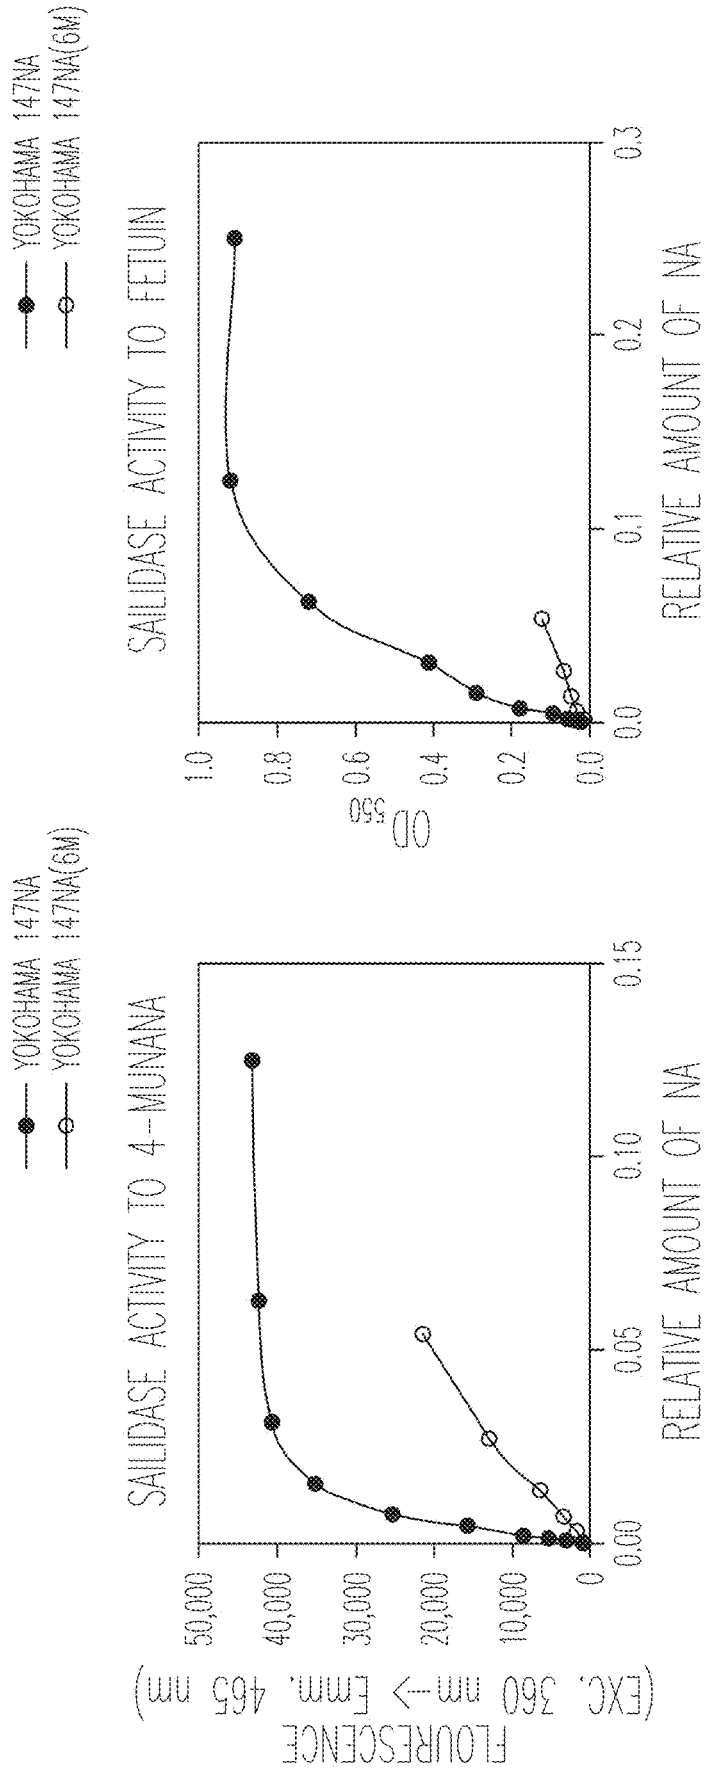 YOKOHAMA 147NA
YOKOHAMA 147NA(6M)
SAILIDASE ACTIVITY TO 4-MUNANA
FLOURESCENCE
(EXC. 360 nm--> Emm. 465 nm)
50,000
40,000
30,000
20,000
10,000
0
0.00
0.05
0.10
0.15
RELATIVE AMOUNT OF NA
YOKOHAMA 147NA
YOKOHAMA 147NA(6M)
SAILIDASE ACTIVITY TO FETUIN
OD550
1.0
0.8
0.6
0.4
0.2
0.0
0.0
0.1
0.2
0.3
RELATIVE AMOUNT OF NA